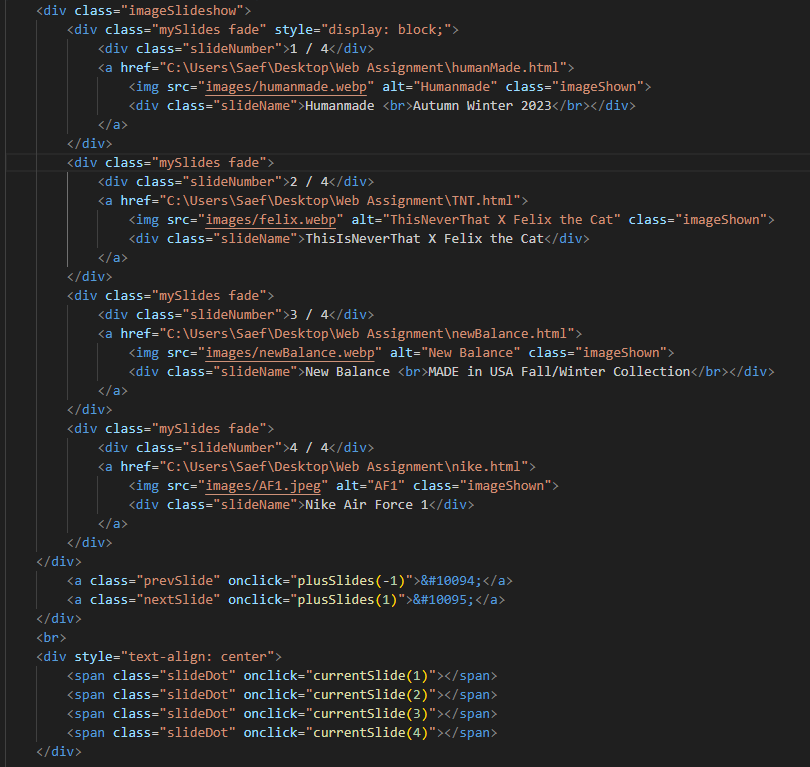 <div class="imageSlideshow">
<div class="mySlides fade" style="display: block;">
<div class="slideNumber">1 / 4</div>
<a href="C:\Users\Saef\Desktop\Web Assignment\humanMade.html">
<img src="images/humanmade.webp" alt="Humanmade" class="imageShown">
<div class="slideName">Humanmade <br>Autumn Winter 2023</br></div>
</a>
</div>
<div class="mySlides fade">
<div class="slideNumber">2 / 4</div>
<a href="C:\Users\Saef\Desktop\Web Assignment\TNT.html">
<img src="images/felix.webp" alt="ThisNeverThat X Felix the Cat" class="imageShown">
<div class="slideName">ThisIsNeverThat X Felix the Cat</div>
</a>
</div>
<div class="mySlides fade">
<div class="slideNumber">3 / 4</div>
<a href="C:\Users\Saef\Desktop\Web Assignment\newBalance.html">
<img src="images/newBalance.webp" alt="New Balance" class="imageShown">
<div class="slideName">New Balance <br>MADE in USA Fall/Winter Collection</br></div>
</a>
</div>
<div class="mySlides fade">
<div class="slideNumber">4 / 4</div>
<a href="C:\Users\Saef\Desktop\Web Assignment\nike.html">
<img src="images/AF1.jpeg" alt="AF1" class="imageShown">
<div class="slideName">Nike Air Force 1</div>
</a>
</div>
</div>
<a class="prevSlide" onclick="plusSlides(-1)">&#10094;</a>
<a class="nextSlide" onclick="plusSlides(1)">&#10095;</a>
</div>
<br>
<div style="text-align: center">
<span class="slideDot" onclick="currentSlide(1)"></span>
<span class="slideDot" onclick="currentSlide(2)"></span>
<span class="slideDot" onclick="currentSlide(3)"></span>
<span class="slideDot" onclick="currentSlide(4)"></span>
</div>